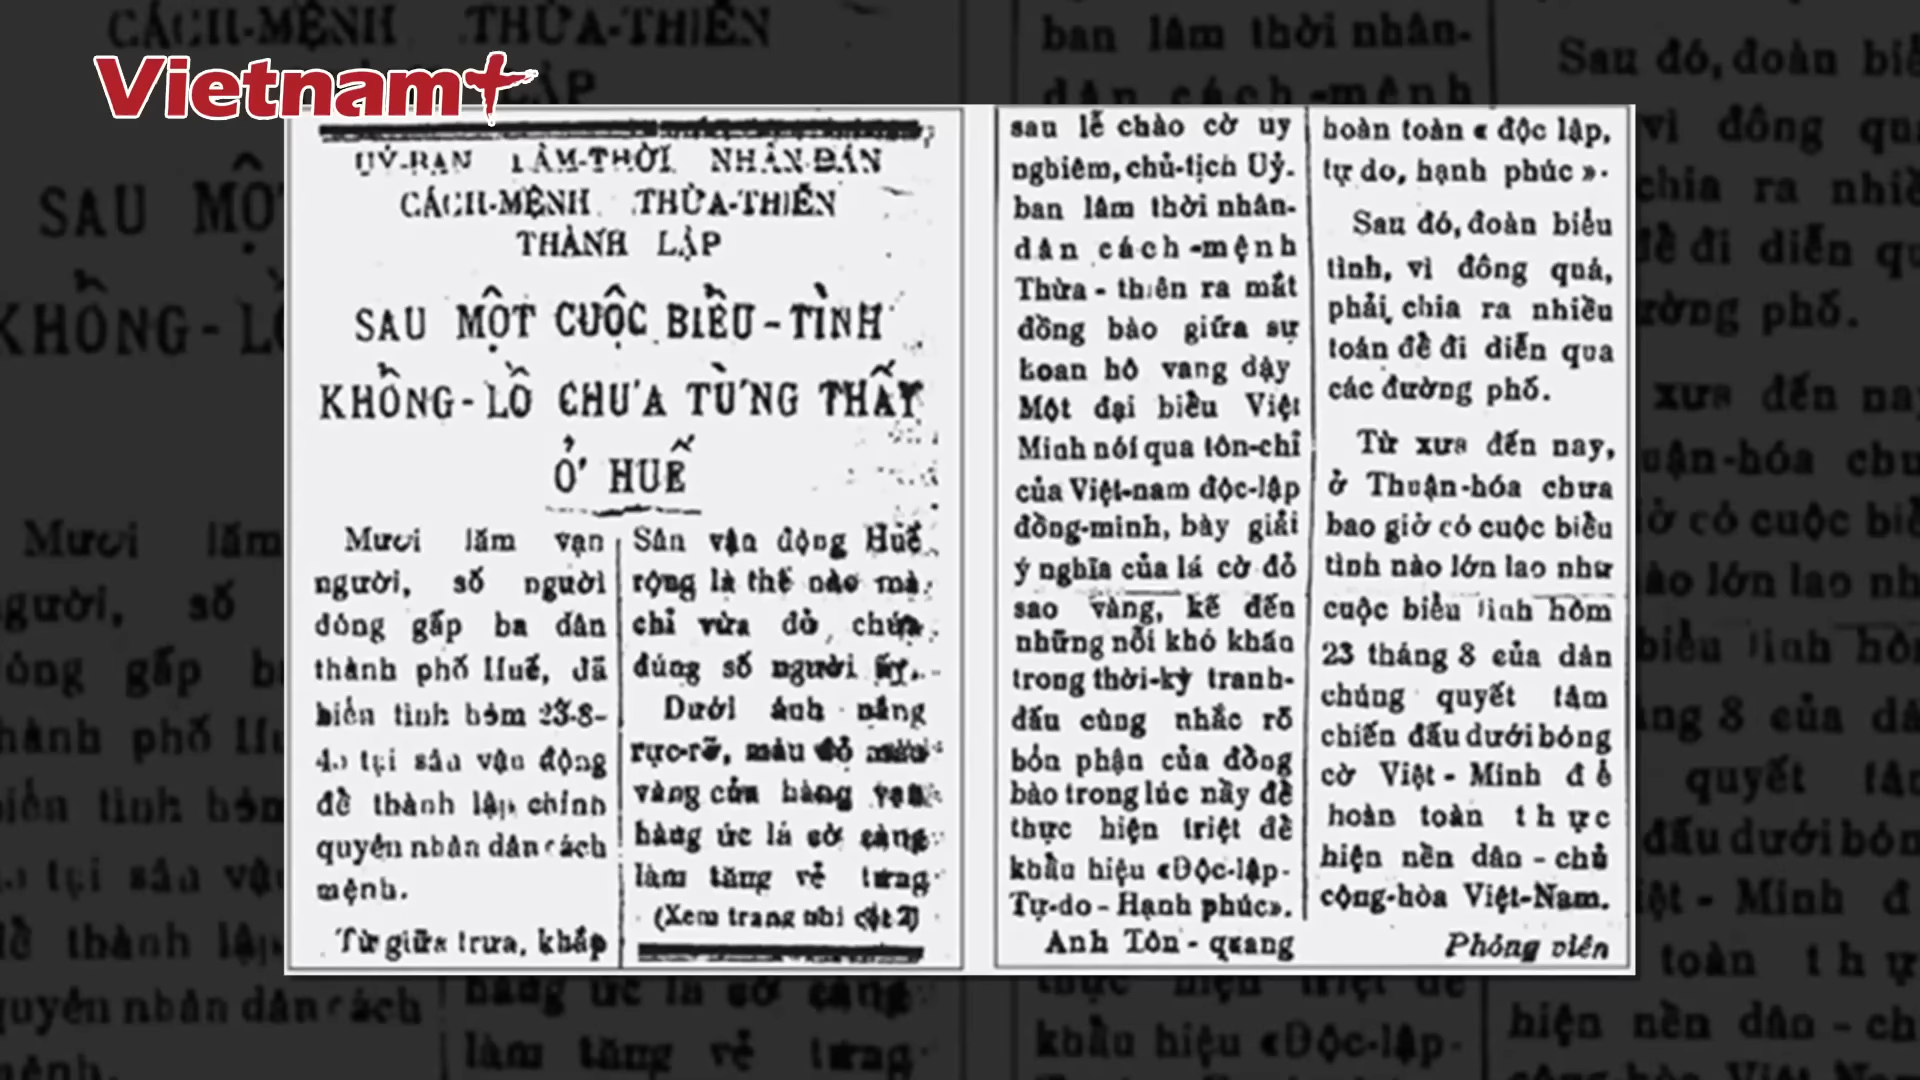 Vietnam+
UỶ-BAN LÂM-THỜI NHÂN-DÂN
CÁCH-MỆNH THỪA-THIÊN
THÀNH LẬP
SAU MỘT CUỘC BIỂU-TÌNH
KHỔNG-LỒ CHƯA TỪNG THẤY
Ở HUẾ
Mươi lăm vạn
người, số người
đông gấp ba dân
thành phố Huế, đã
biểu tình hôm 23-8-
45 tại sân vận động
để thành lập chính
quyền nhân dân cách
mệnh.
Từ giữa trưa, khắp
Sân vận động Huế
rộng là thế nào mà
chỉ vừa đủ chứa
đúng số người ấy.
Dưới ánh nắng
rực-rỡ, màu đỏ màu
vàng của hàng vạn
hàng ức lá cờ càng
làm tăng vẻ tưng
(Xem trang nhì cột 2)
sau lễ chào cờ uy
nghiêm, chủ-tịch Uỷ-
ban lâm thời nhân-
dân cách-mệnh
Thừa-thiên ra mắt
đồng bào giữa sự
hoan hô vang dậy
Một đại biểu Việt
Minh nói qua tôn-chỉ
của Việt-nam độc-lập
đồng-minh, bày giải
ý nghĩa của lá cờ đỏ
sao vàng, kể đến
những nỗi khó khăn
trong thời-kỳ tranh-
đấu cùng nhắc rõ
bổn phận của đồng
bào trong lúc nầy để
thực hiện triệt để
khẩu hiệu «Độc-lập-
Tự-do-Hạnh phúc».
Anh Tôn-quang
hoàn toàn « độc lập,
tự do, hạnh phúc ».
Sau đó, đoàn biểu
tình, vì đông quá,
phải chia ra nhiều
toán để đi diễn qua
các đường phố.
Từ xưa đến nay,
ở Thuận-hóa chưa
bao giờ có cuộc biểu
tình nào lớn lao như
cuộc biểu tình hôm
23 tháng 8 của dân
chúng quyết tâm
chiến đấu dưới bóng
cờ Việt-Minh để
hoàn toàn thực
hiện nền dân-chủ
cộng-hòa Việt-Nam.
Phóng viên